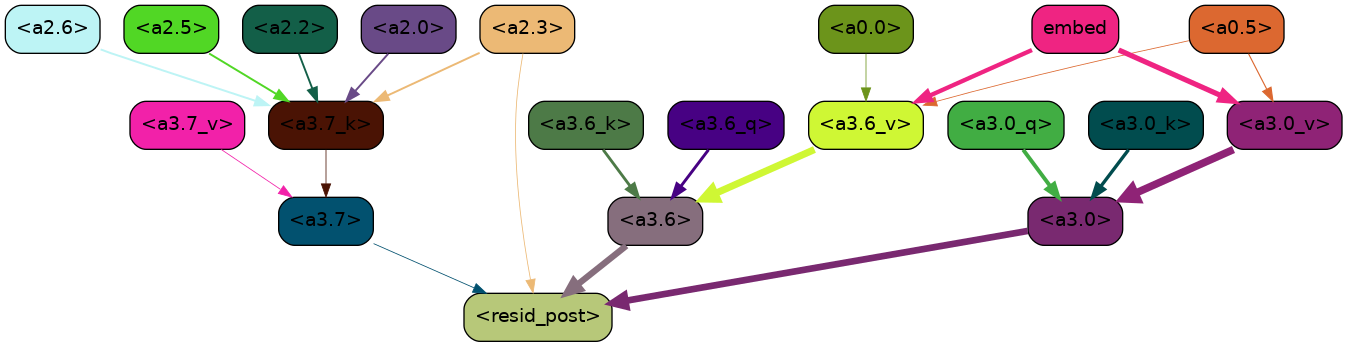 <a2.6>
<a2.5>
<a2.2>
<a2.0>
<a2.3>
<a0.0>
embed
<a0.5>
<a3.7_v>
<a3.7_k>
<a3.6_k>
<a3.6_q>
<a3.6_v>
<a3.0_q>
<a3.0_k>
<a3.0_v>
<a3.7>
<a3.6>
<a3.0>
<resid_post>